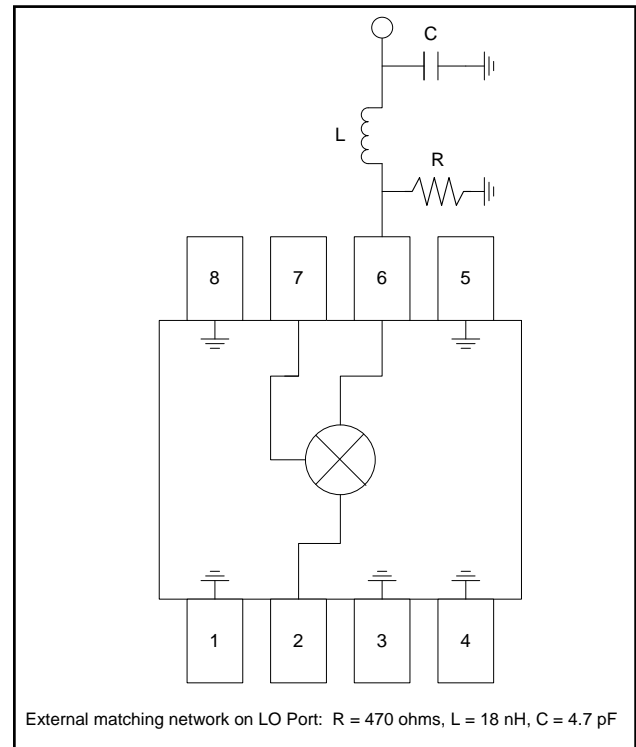 C
L
R
8 7 6 5
1 2 3 4
External matching network on LO Port: R = 470 ohms, L = 18 nH, C = 4.7 pF